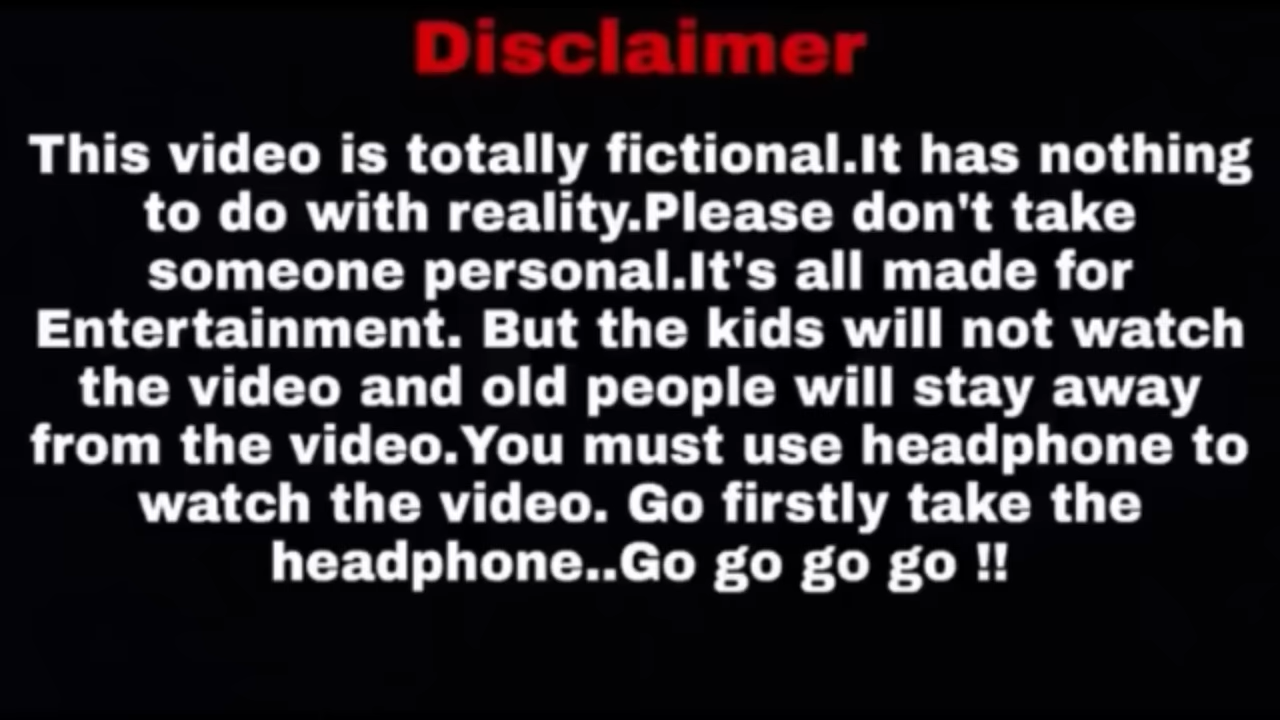 Disclaimer
This video is totally fictional.It has nothing
to do with reality.Please don't take
someone personal.It's all made for
Entertainment. But the kids will not watch
the video and old people will stay away
from the video.You must use headphone to
watch the video. Go firstly take the
headphone..Go go go go !!